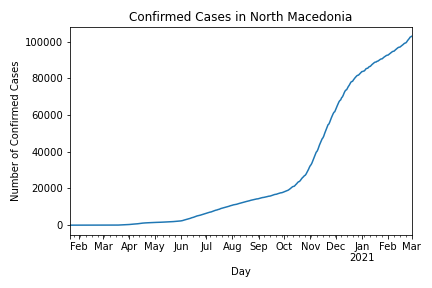 Confirmed Cases in North Macedonia
Number of Confirmed Cases
100000
80000
60000
40000
20000
0
Feb Mar Apr May Jun Jul Aug Sep Oct Nov Dec Jan Feb Mar
2021
Day